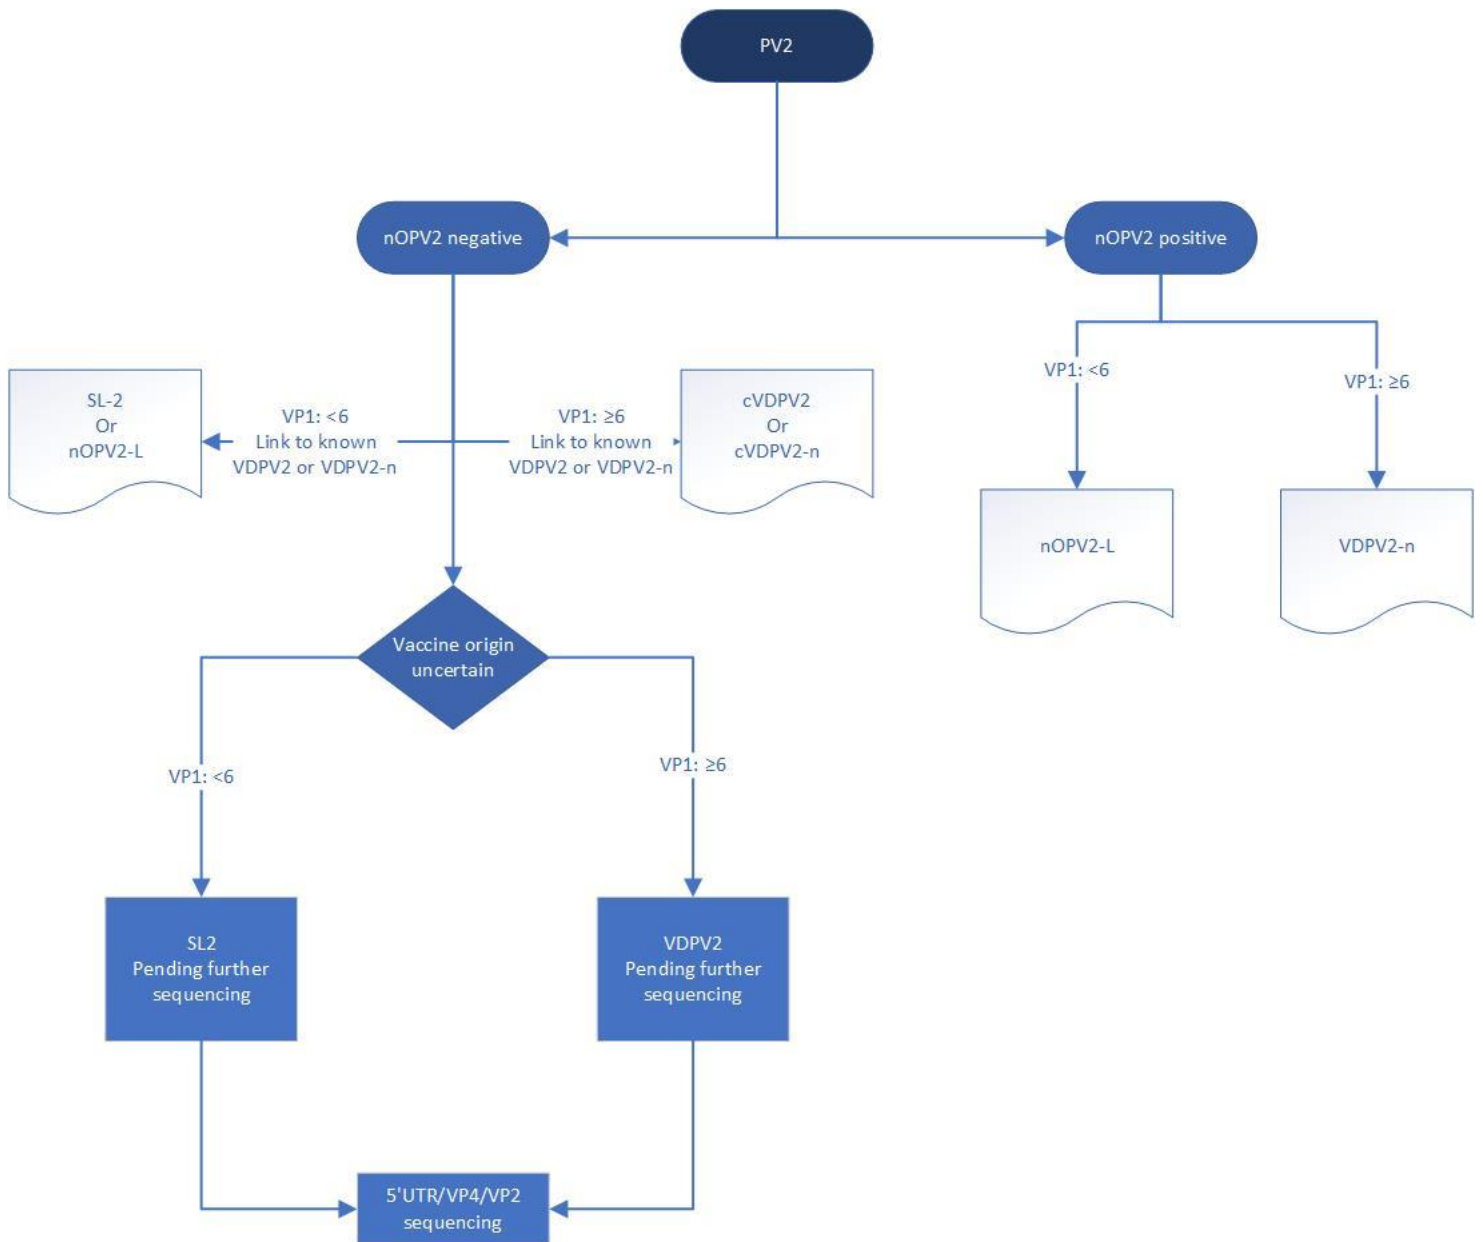 PV2
nOPV2 negative
nOPV2 positive
VP1: <6
VP1: ≥6
SL-2
Or
nOPV2-L
VP1: <6
Link to known
VDPV2 or VDPV2-n
VP1: ≥6
Link to known
VDPV2 or VDPV2-n
cVDPV2
Or
cVDPV2-n
nOPV2-L
VDPV2-n
Vaccine origin
uncertain
VP1: <6
VP1: ≥6
SL2
Pending further
sequencing
VDPV2
Pending further
sequencing
5'UTR/VP4/VP2
sequencing